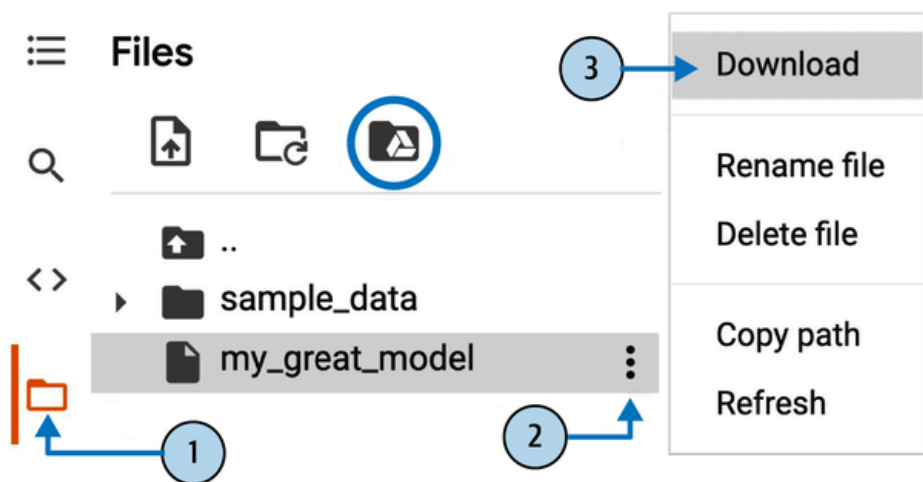 Files
..
sample_data
my_great_model
1
2
3
Download
Rename file
Delete file
Copy path
Refresh